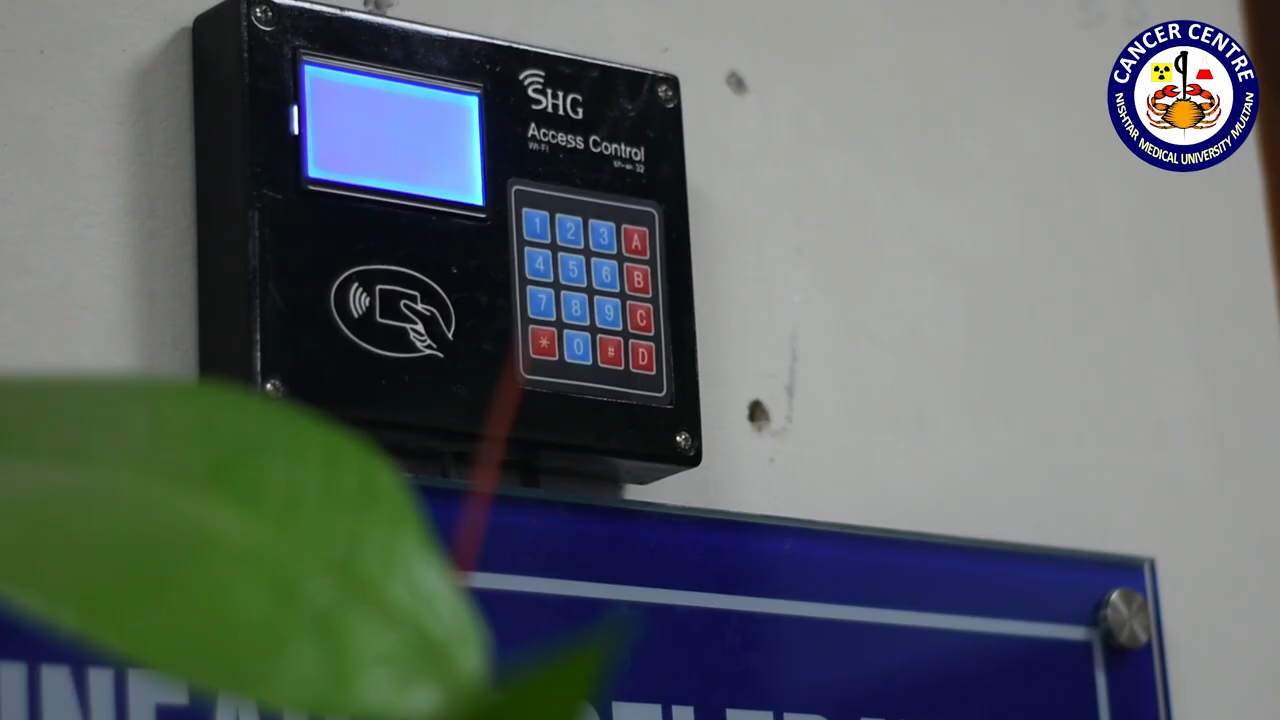 CANCER CENTRE
NISHTAR MEDICAL UNIVERSITY MULTAN
SHG
Access Control
Wi-Fi
1 2 3 A
4 5 6 B
7 8 9 C
* 0 # D